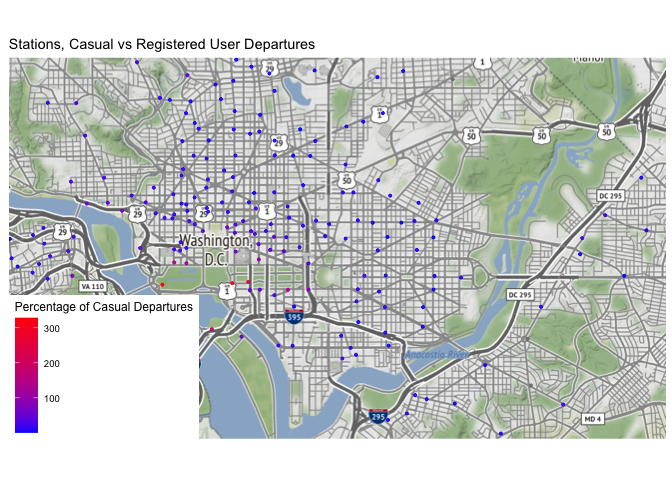 Stations, Casual vs Registered User Departures
1
Manor
29
1
29
50
50
50
50
DC 295
29
29
1
29
Washington,
D.C.
VA 110
1
DC 295
Percentage of Casual Departures
395
300
200
100
Anacostia River
295
MD 4